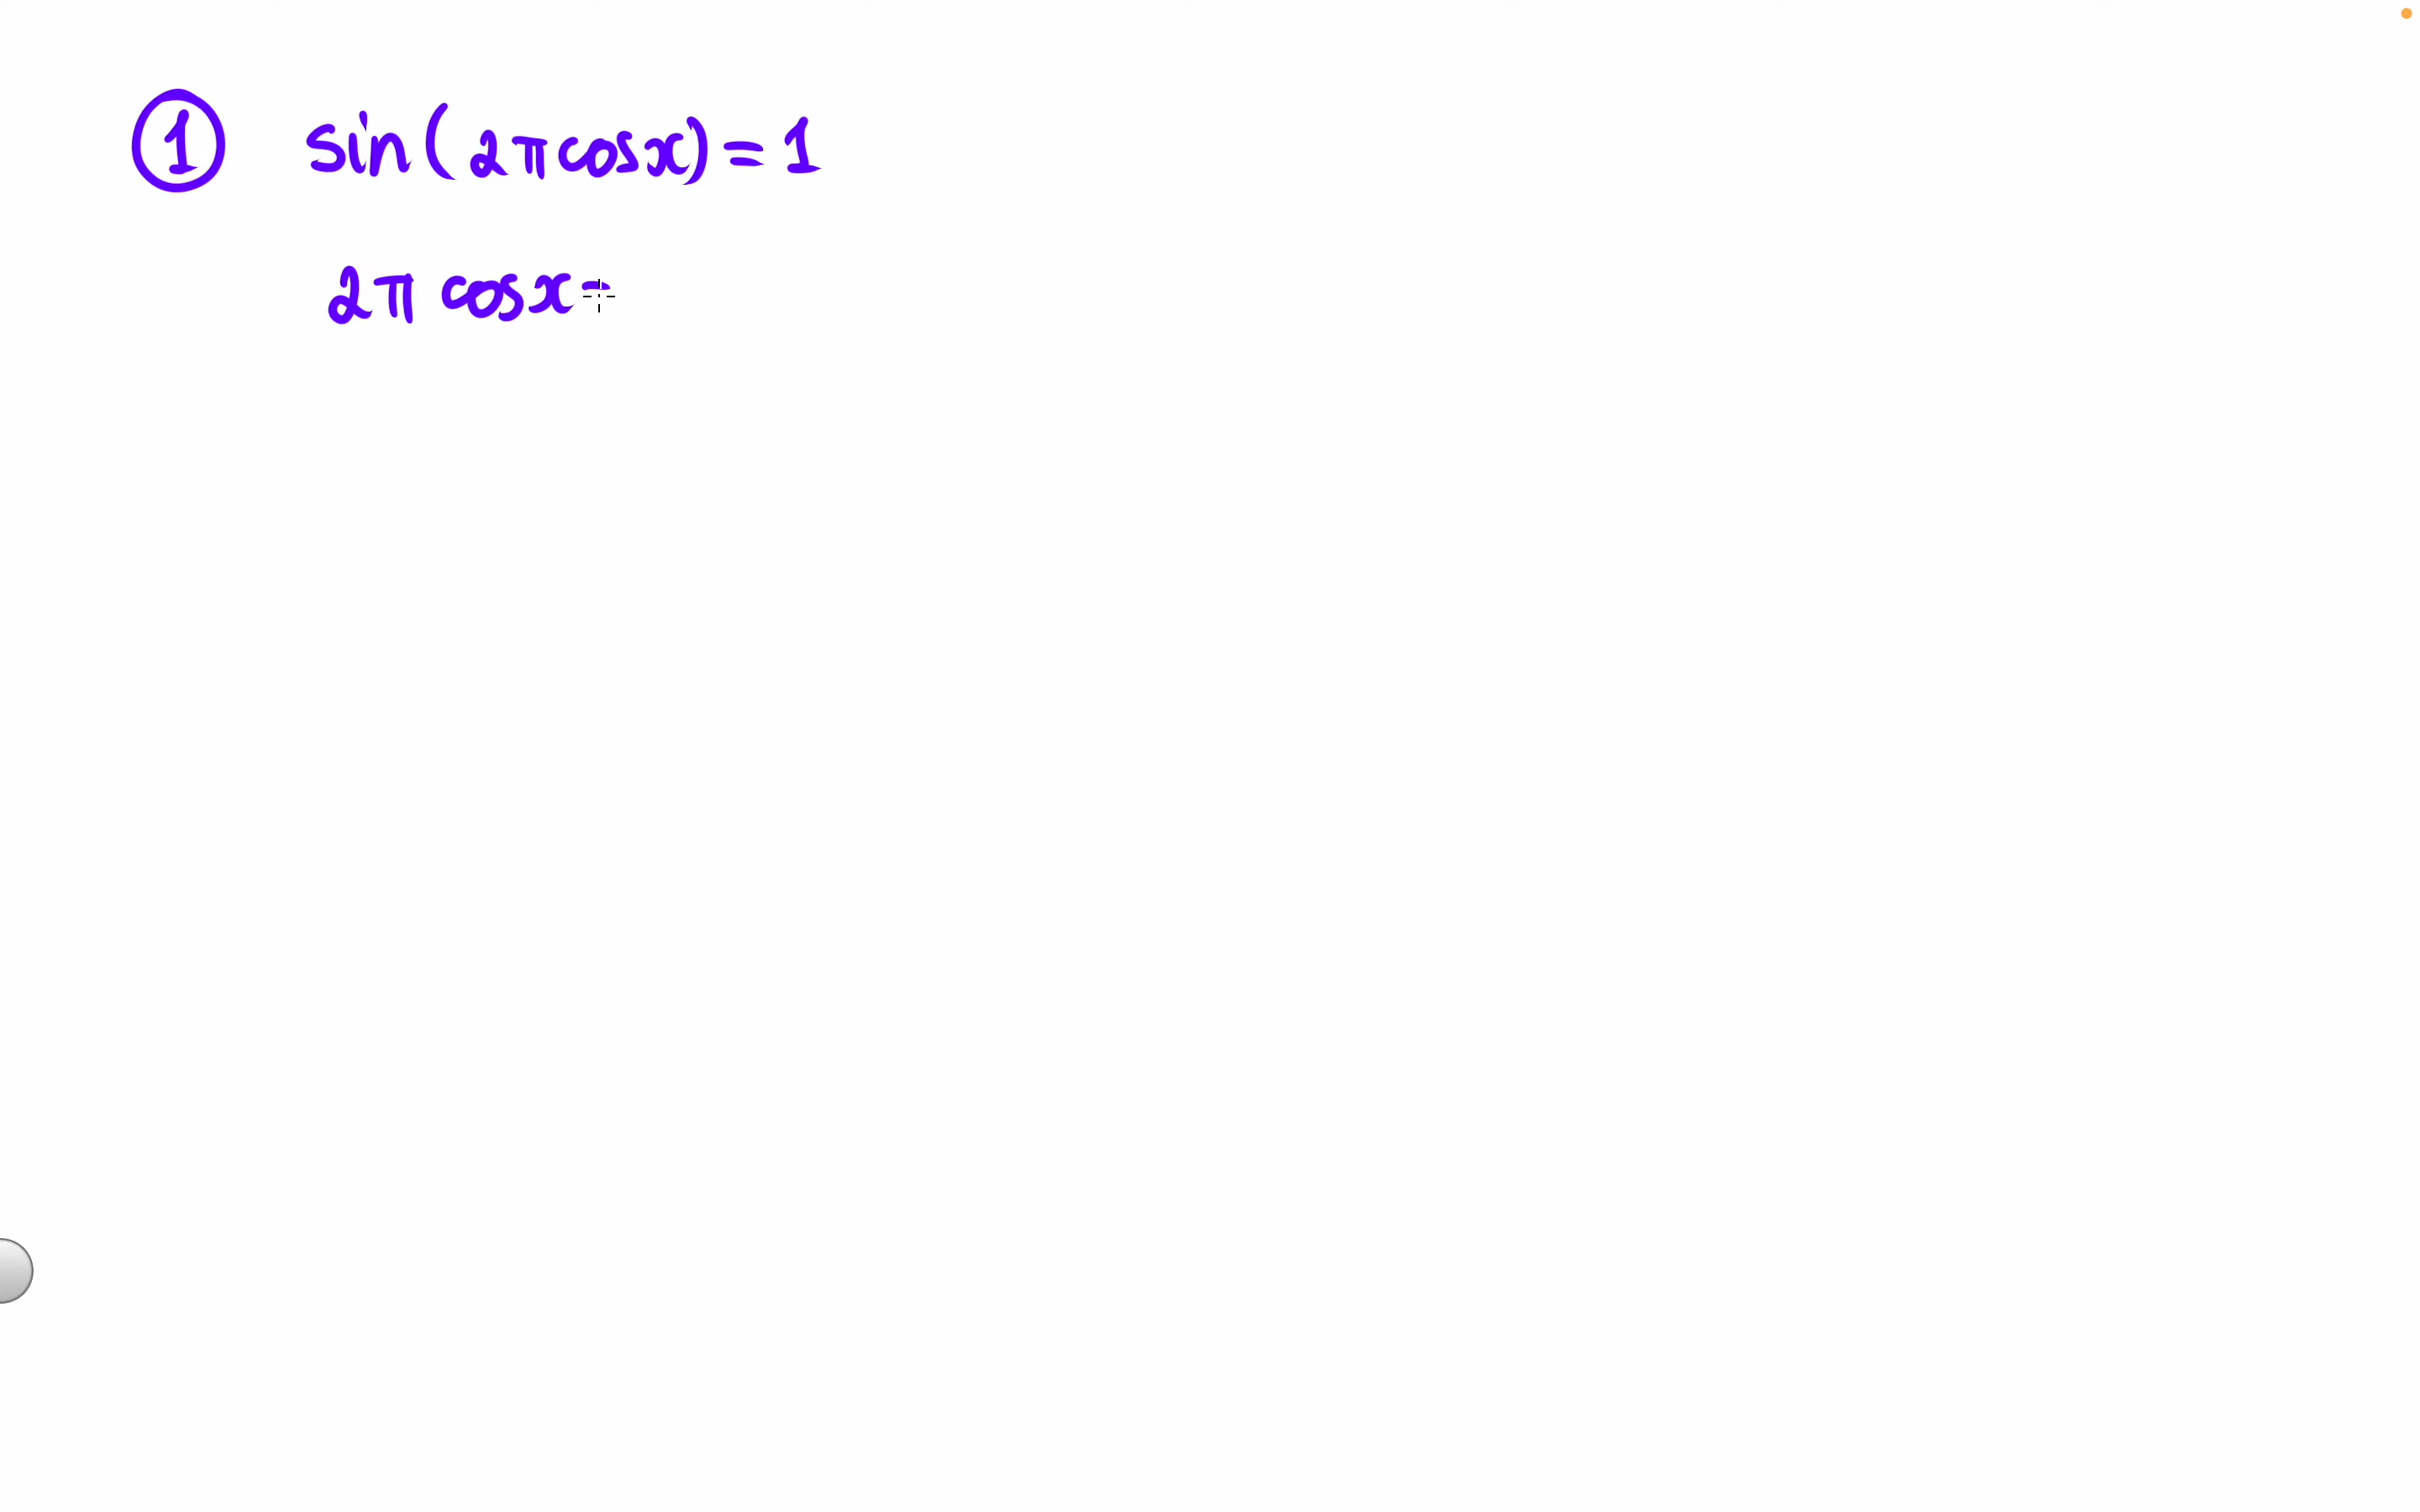 ① sin(2πcosx)=1
2π cosx=